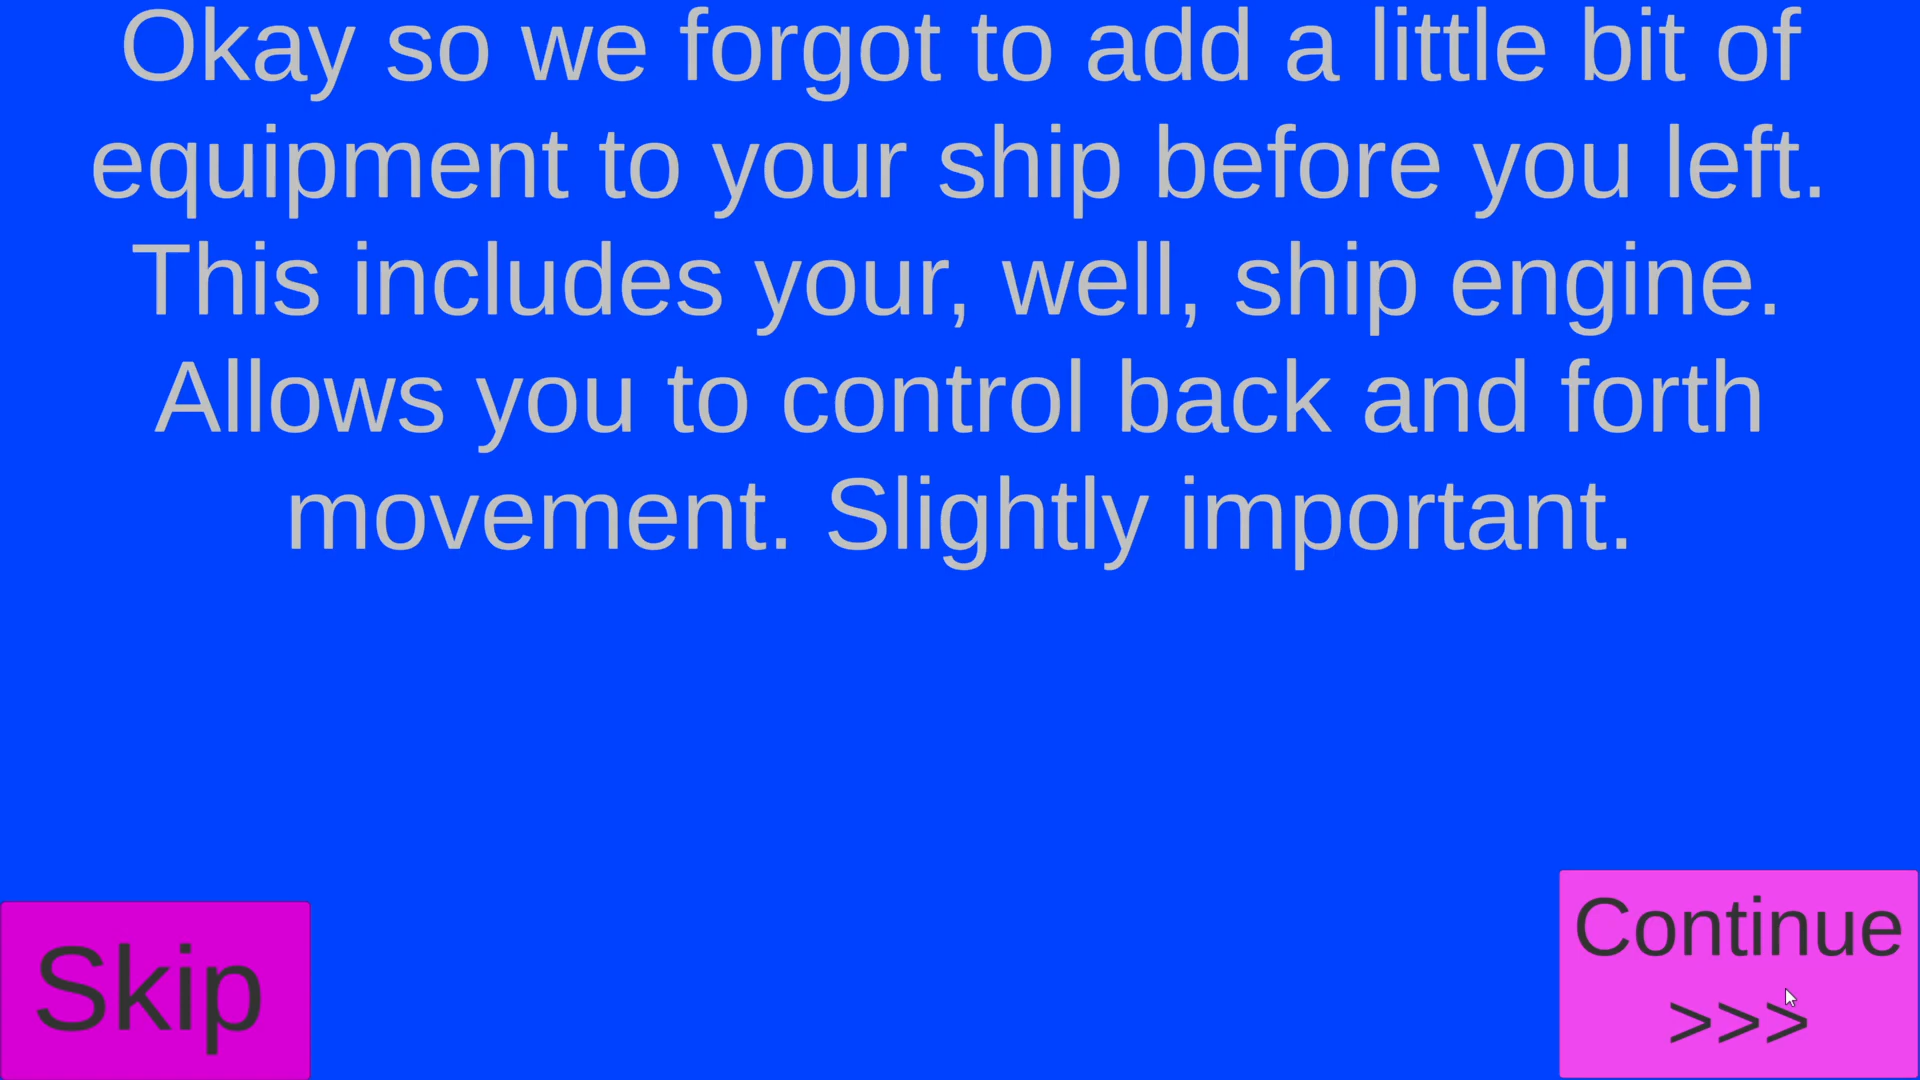 Okay so we forgot to add a little bit of
equipment to your ship before you left.
This includes your, well, ship engine.
Allows you to control back and forth
movement. Slightly important.
Skip
Continue
>>>